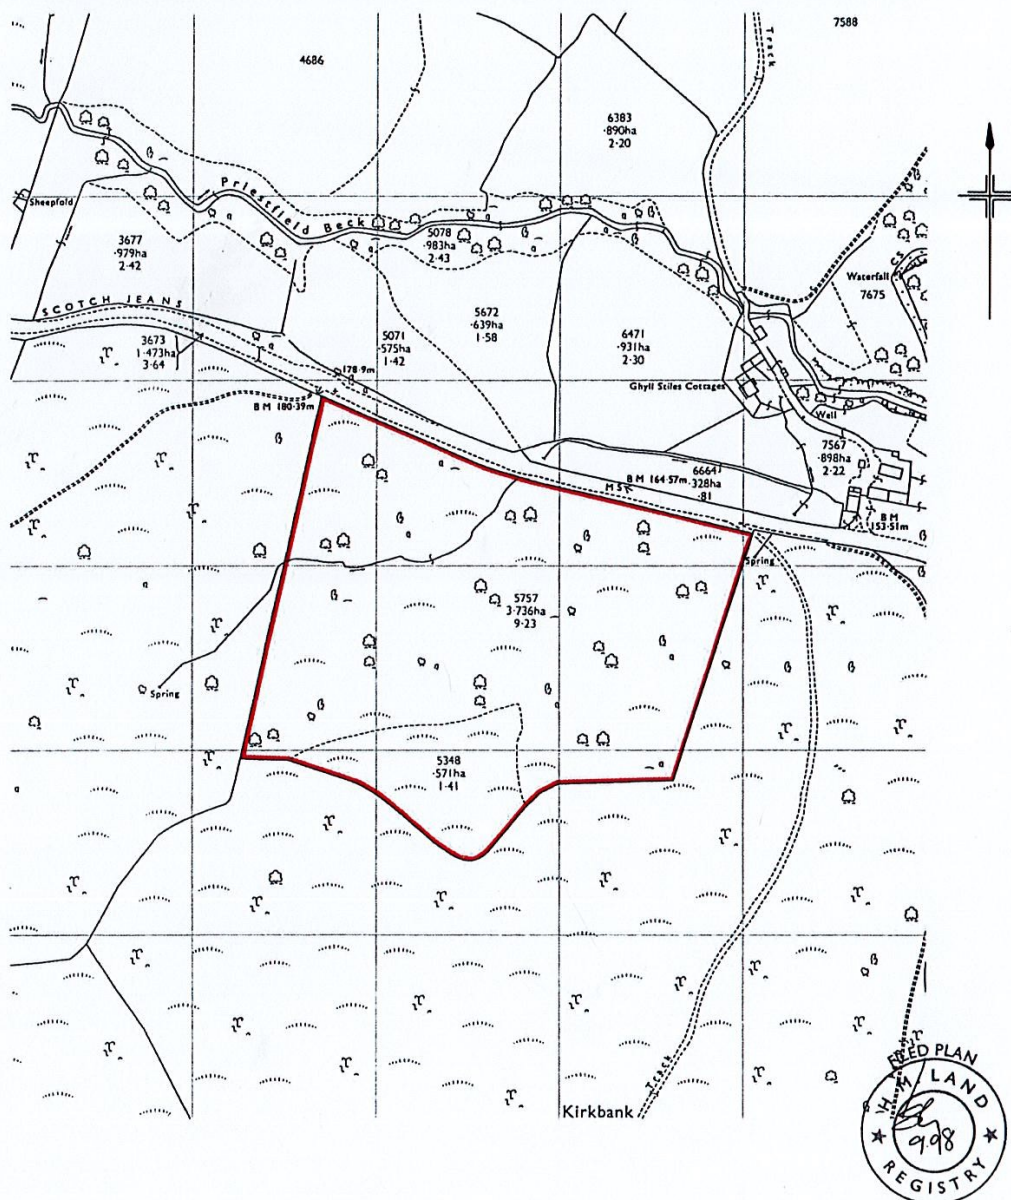 7588
Track
4686
6383
·890ha
2·20
Priestfield Beck
Sheepfold
5078
·983ha
2·43
3677
·979ha
2·42
Waterfall
7675
SCOTCH JEANS
5672
·639ha
1·58
5071
·575ha
1·42
6471
·931ha
2·30
3673
1·473ha
3·64
178·9m
Ghyll Stiles Cottages
BM 180·39m
Well
7567
·898ha
2·22
6664
·328ha
·81
BM 164·57m
MS
BM
153·51m
Spring
5757
3·736ha
9·23
Spring
5348
·571ha
1·41
Track
Kirkbank
FILED PLAN
H M LAND
9.98
REGISTRY